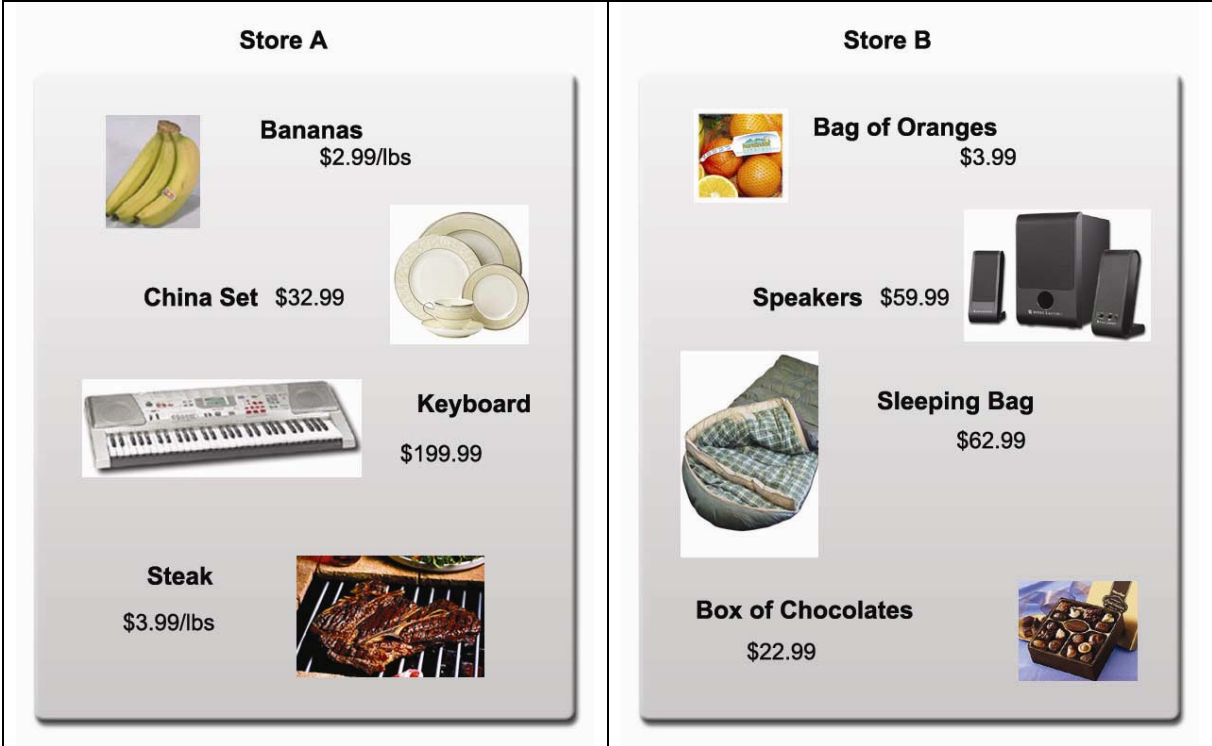 Store A
Bananas
$2.99/lbs
China Set $32.99
Keyboard
$199.99
Steak
$3.99/lbs
Store B
Bag of Oranges
$3.99
Speakers $59.99
Sleeping Bag
$62.99
Box of Chocolates
$22.99